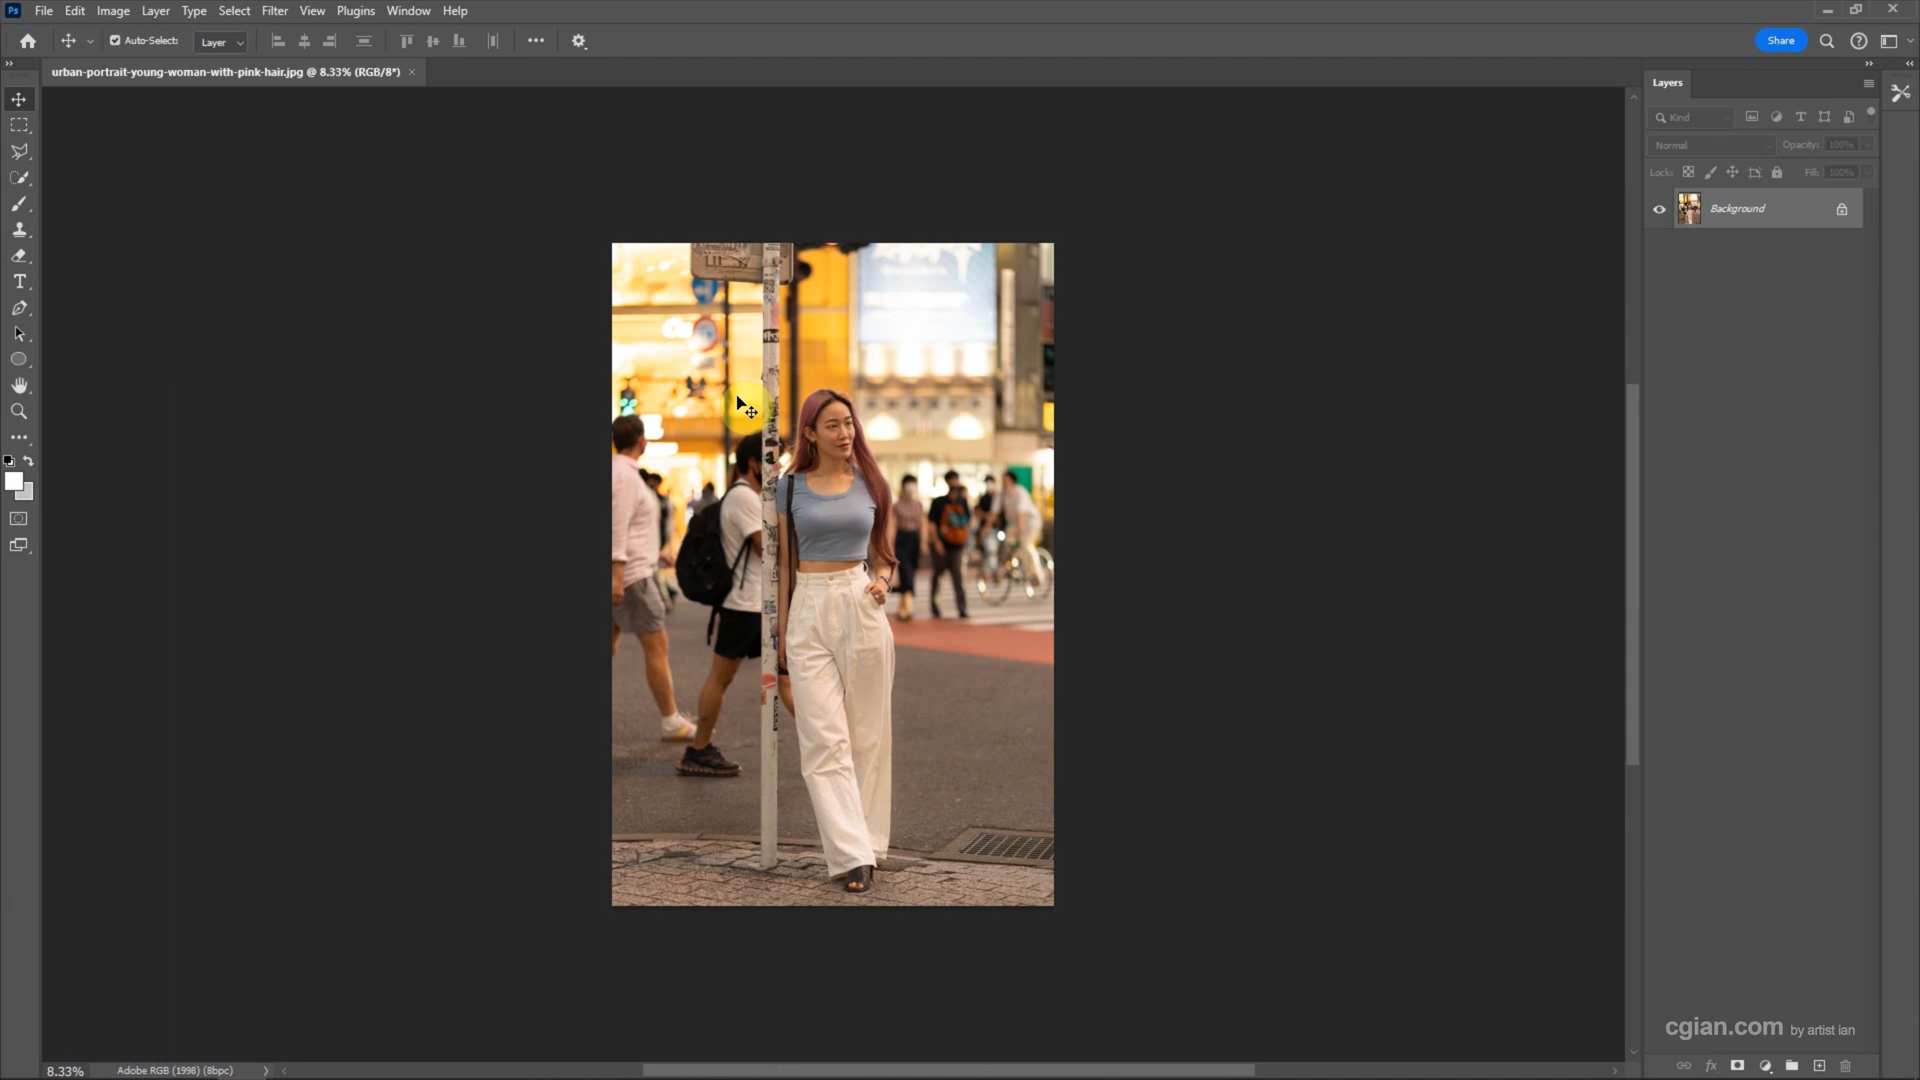 Ps File Edit Image Layer Type Select Filter View Plugins Window Help
Auto-Select: Layer Share
urban-portrait-young-woman-with-pink-hair.jpg @ 8.33% (RGB/8*) ×
Layers
Kind
Normal Opacity: 100%
Lock: Fill: 100%
Background
cgian.com by artist ian
8.33% Adobe RGB (1998) (8bpc)